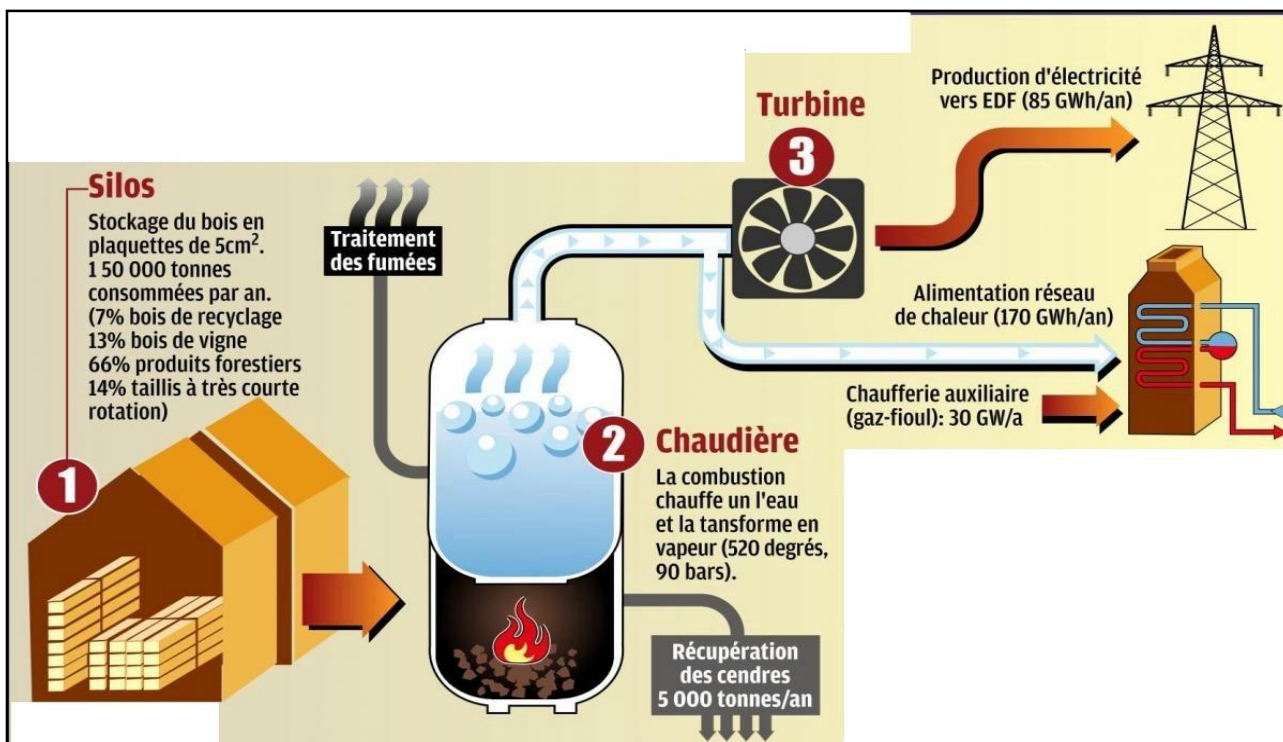 Silos
Stockage du bois en
plaquettes de 5cm².
150 000 tonnes
consommées par an.
(7% bois de recyclage
13% bois de vigne
66% produits forestiers
14% taillis à très courte
rotation)
1
Traitement
des fumées
2
Chaudière
La combustion
chauffe un l'eau
et la tansforme en
vapeur (520 degrés,
90 bars).
Récupération
des cendres
5 000 tonnes/an
Turbine
3
Production d'électricité
vers EDF (85 GWh/an)
Alimentation réseau
de chaleur (170 GWh/an)
Chaufferie auxiliaire
(gaz-fioul): 30 GW/a